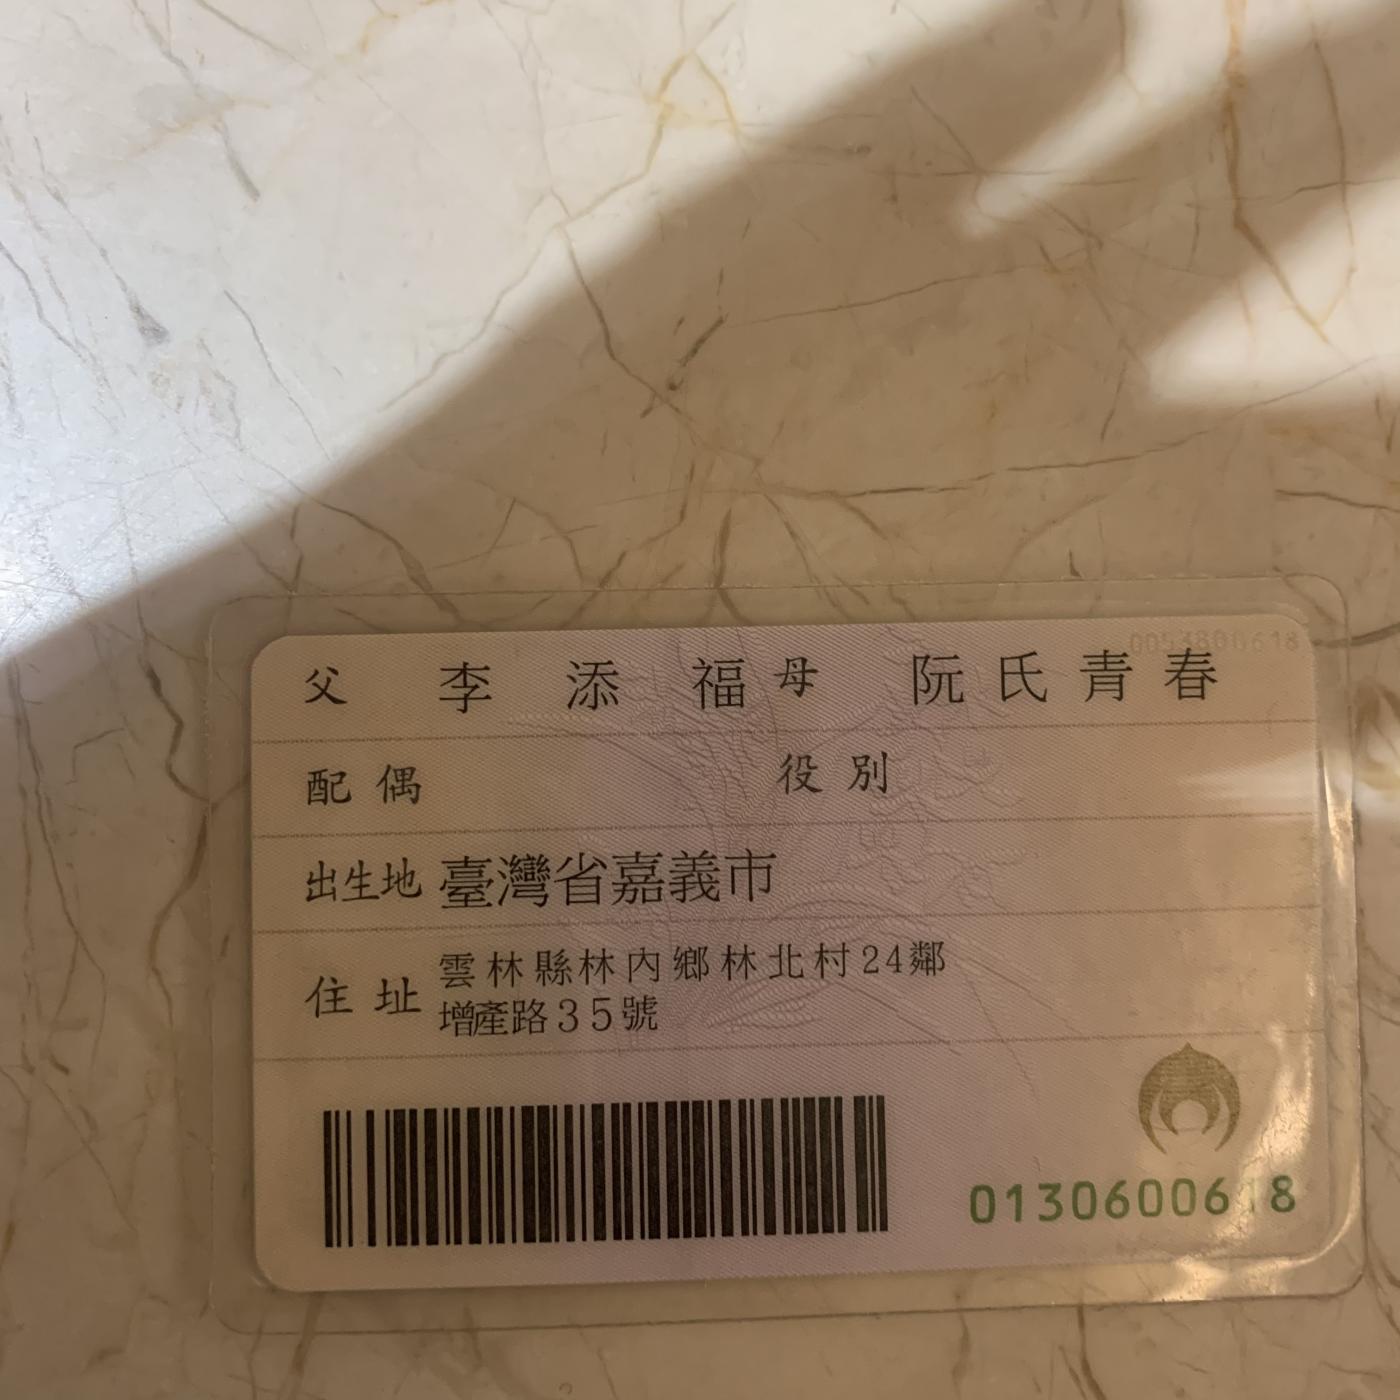 0053800618
父 李添福 母 阮氏青春
配偶 役別
出生地 臺灣省嘉義市
住址 雲林縣林內鄉林北村24鄰
增產路35號
0130600618